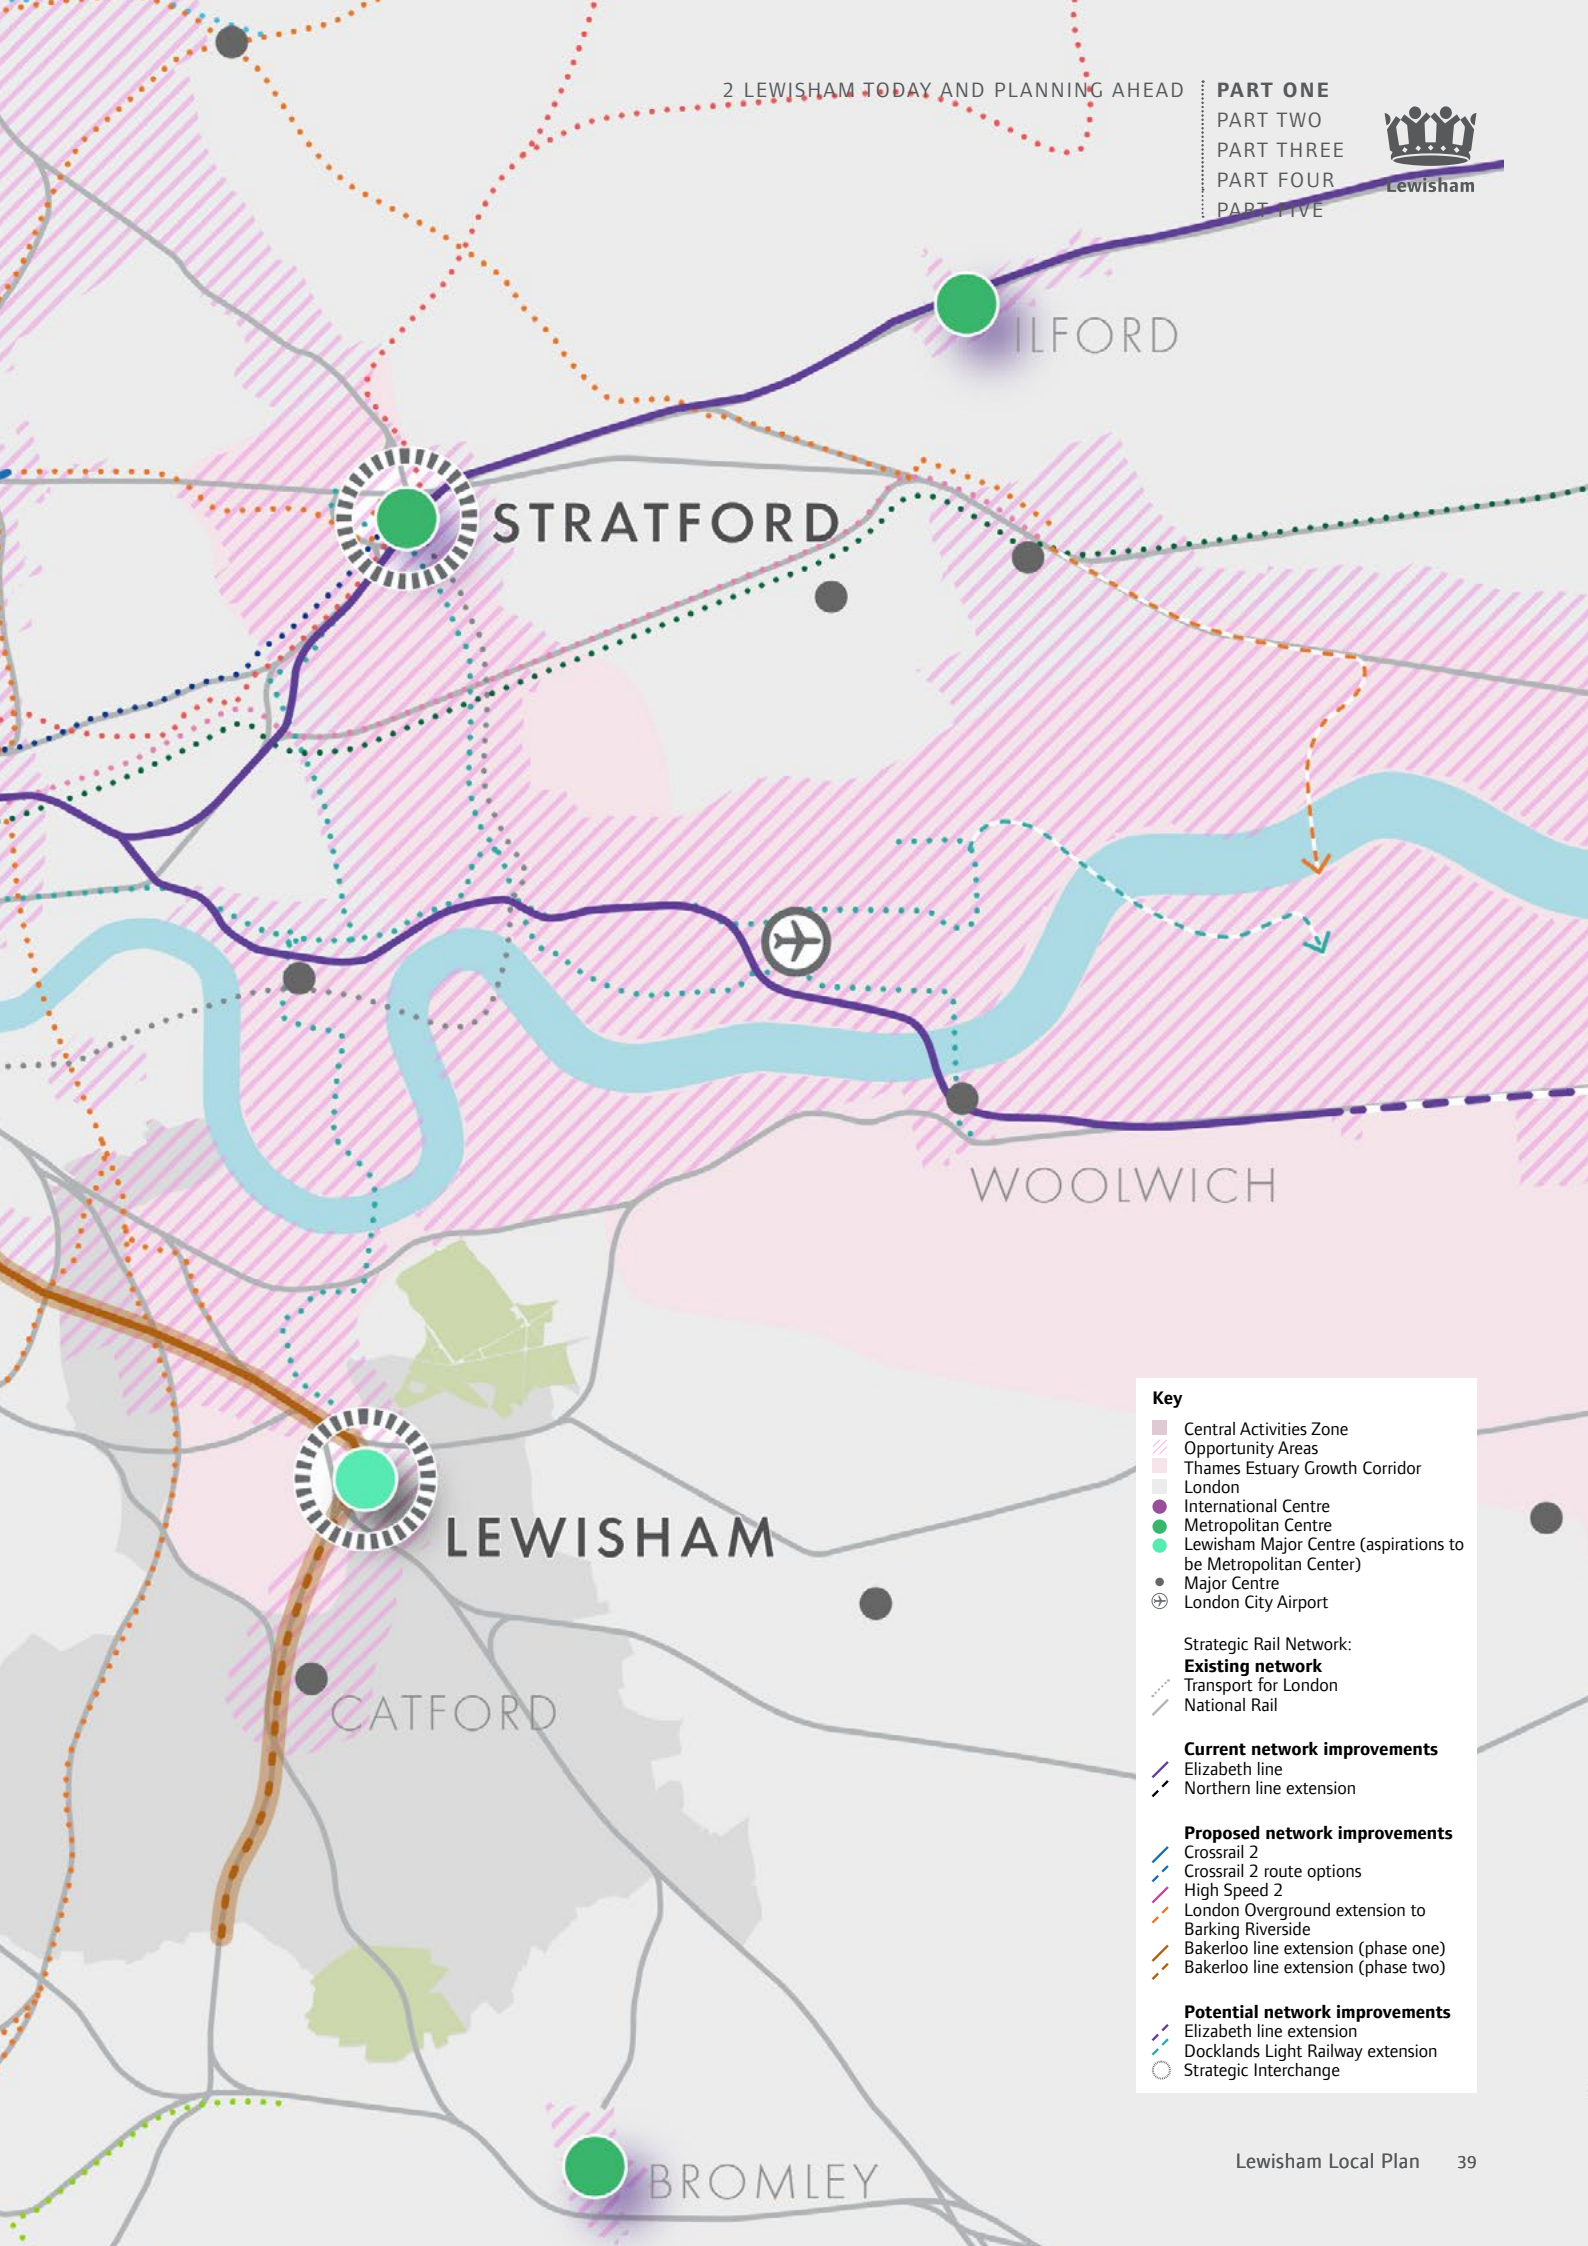 2 LEWISHAM TODAY AND PLANNING AHEAD
PART ONE
PART TWO
PART THREE
PART FOUR
PART FIVE
Lewisham
ILFORD
STRATFORD
WOOLWICH
LEWISHAM
CATFORD
BROMLEY
Key
Central Activities Zone
Opportunity Areas
Thames Estuary Growth Corridor
London
International Centre
Metropolitan Centre
Lewisham Major Centre (aspirations to
be Metropolitan Center)
Major Centre
London City Airport
Strategic Rail Network:
Existing network
Transport for London
National Rail
Current network improvements
Elizabeth line
Northern line extension
Proposed network improvements
Crossrail 2
Crossrail 2 route options
High Speed 2
London Overground extension to
Barking Riverside
Bakerloo line extension (phase one)
Bakerloo line extension (phase two)
Potential network improvements
Elizabeth line extension
Docklands Light Railway extension
Strategic Interchange
Lewisham Local Plan 39